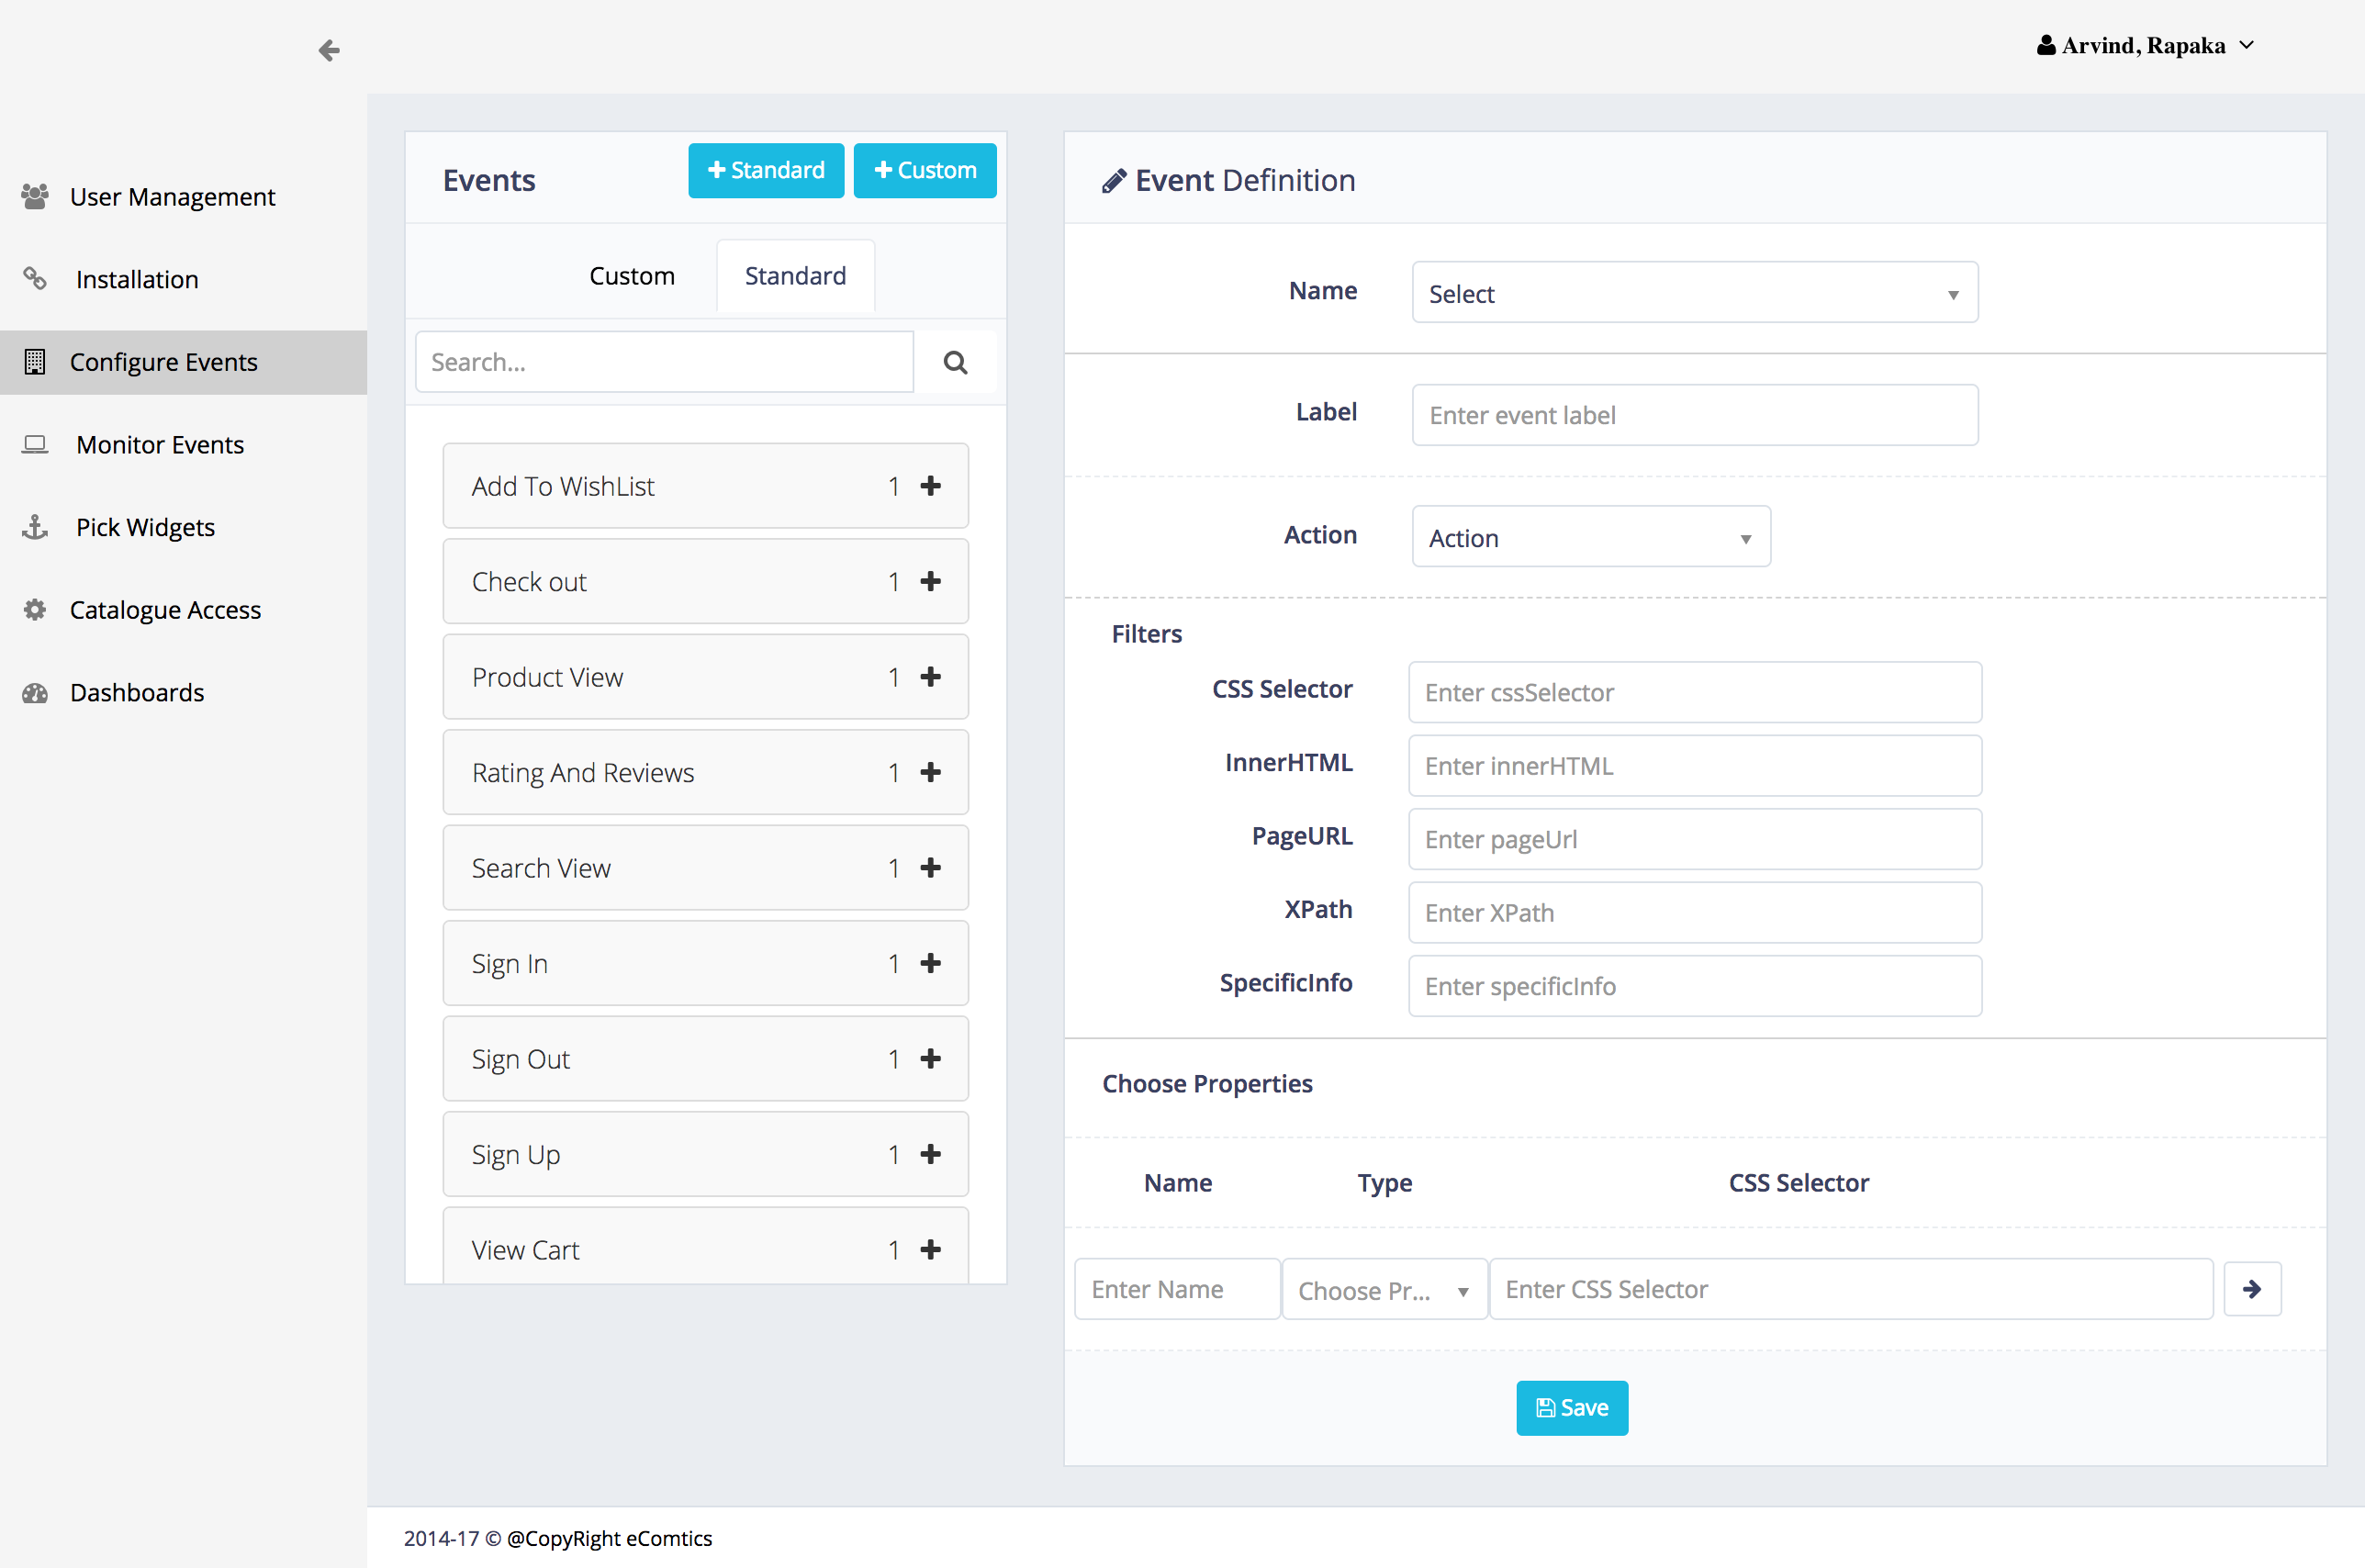 Arvind, Rapaka
User Management
Installation
Configure Events
Monitor Events
Pick Widgets
Catalogue Access
Dashboards
Events
Standard
Custom
Custom
Standard
Search...
Add To WishList 1
Check out 1
Product View 1
Rating And Reviews 1
Search View 1
Sign In 1
Sign Out 1
Sign Up 1
View Cart 1
Event Definition
Name Select
Label Enter event label
Action Action
Filters
CSS Selector Enter cssSelector
InnerHTML Enter innerHTML
PageURL Enter pageUrl
XPath Enter XPath
SpecificInfo Enter specificInfo
Choose Properties
Name Type CSS Selector
Enter Name Choose Pr... Enter CSS Selector
Save
2014-17 © @CopyRight eComtics